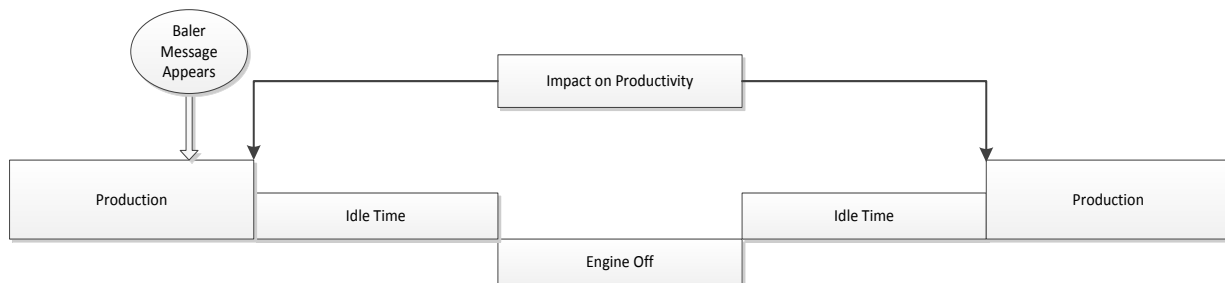 Baler
Message
Appears
Impact on Productivity
Production
Idle Time
Engine Off
Idle Time
Production